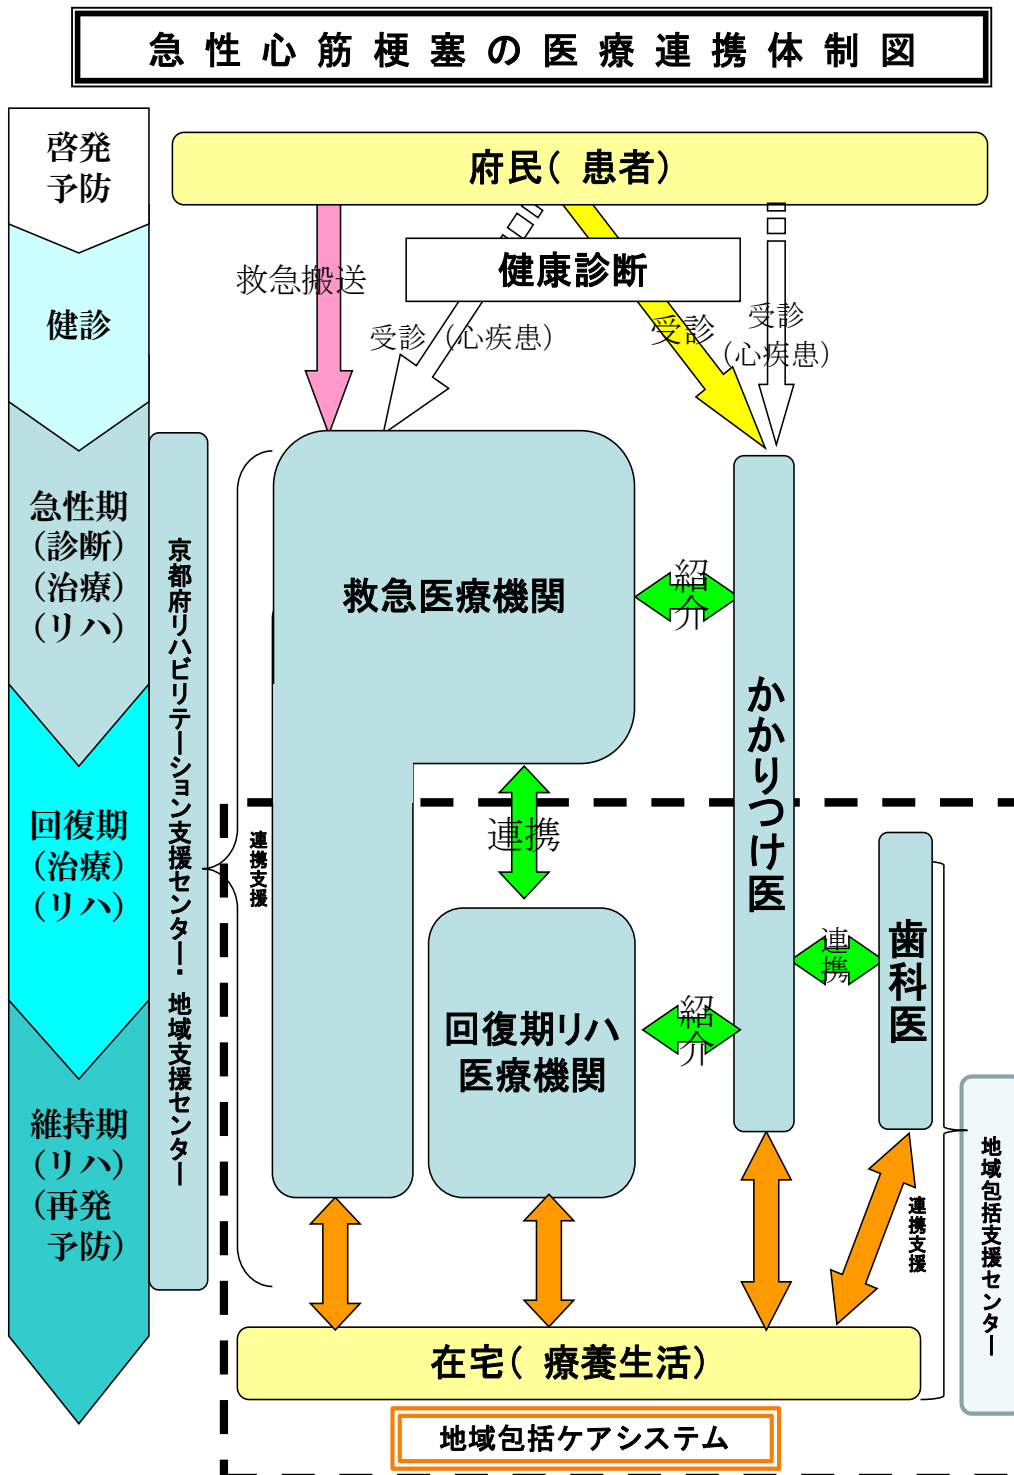 急性心筋梗塞の医療連携体制図
啓発
予防
府民(患者)
健康診断
救急搬送
受診(心疾患)
受診
受診
(心疾患)
健診
急性期
(診断)
(治療)
(リハ)
京都府リハビリテーション支援センター・地域支援センター
連携支援
救急医療機関
紹
介
かかりつけ医
連携
回復期
(治療)
(リハ)
歯科医
連
携
回復期リハ
医療機関
紹
介
維持期
(リハ)
(再発
予防)
連携支援
地域包括支援センター
在宅(療養生活)
地域包括ケアシステム